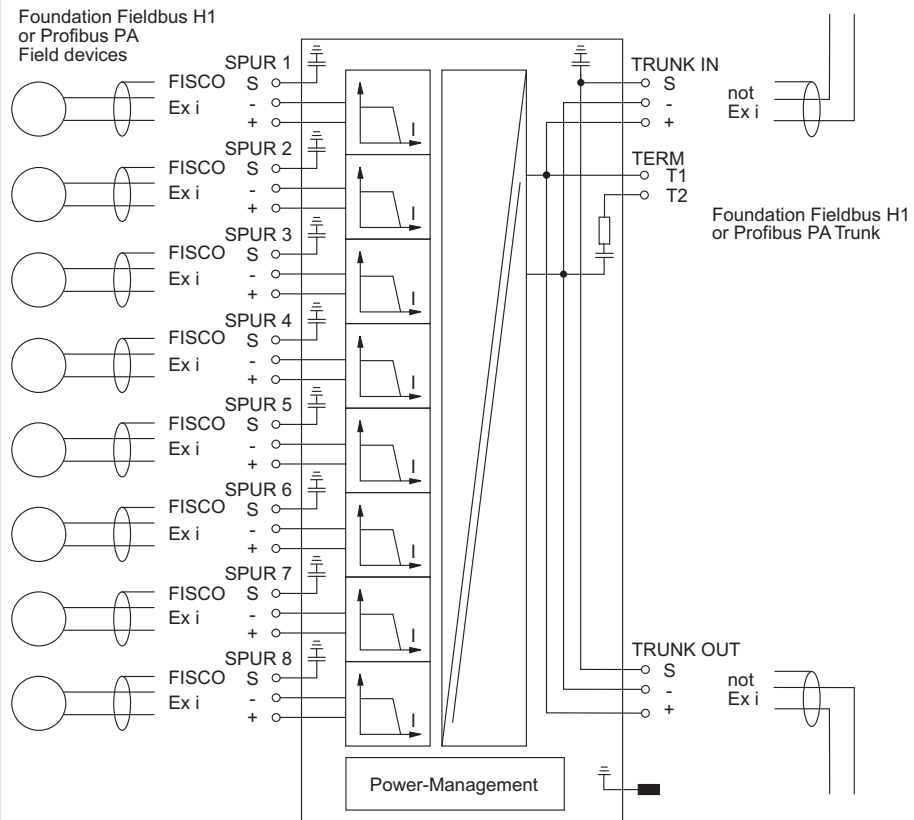 Foundation Fieldbus H1
or Profibus PA
Field devices
SPUR 1
FISCO S
Ex i -
+
I
SPUR 2
FISCO S
Ex i -
+
I
SPUR 3
FISCO S
Ex i -
+
I
SPUR 4
FISCO S
Ex i -
+
I
SPUR 5
FISCO S
Ex i -
+
I
SPUR 6
FISCO S
Ex i -
+
I
SPUR 7
FISCO S
Ex i -
+
I
SPUR 8
FISCO S
Ex i -
+
I
Power-Management
TRUNK IN
S
-
+
not
Ex i
TERM
T1
T2
Foundation Fieldbus H1
or Profibus PA Trunk
TRUNK OUT
S
-
+
not
Ex i